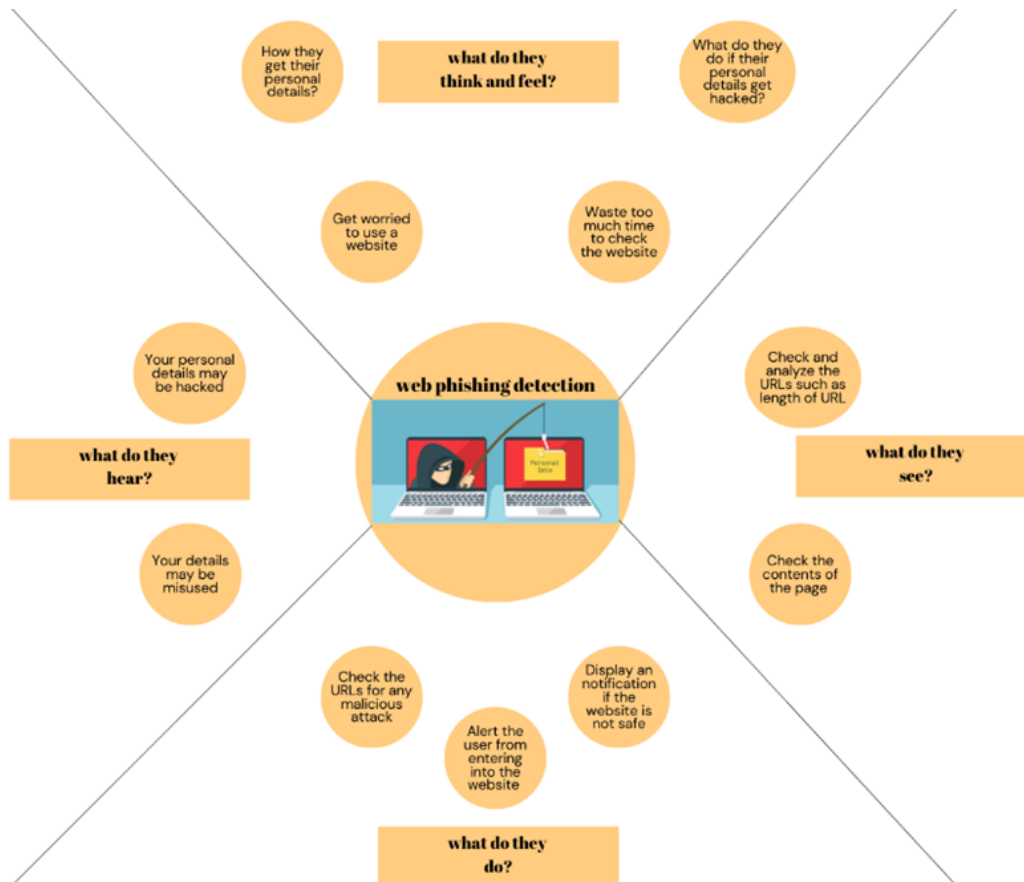 How they
get their
personal
details?
what do they
think and feel?
What do they
do if their
personal
details get
hacked?
Get worried
to use a
website
Waste too
much time
to check
the website
Your personal
details may
be hacked
what do they
hear?
Your details
may be
misused
web phishing detection
Personal
Data
Check and
analyze the
URLs such as
length of URL
what do they
see?
Check the
contents of
the page
Check the
URLs for any
malicious
attack
Alert the
user from
entering
into the
website
Display an
notification
if the
website is
not safe
what do they
do?